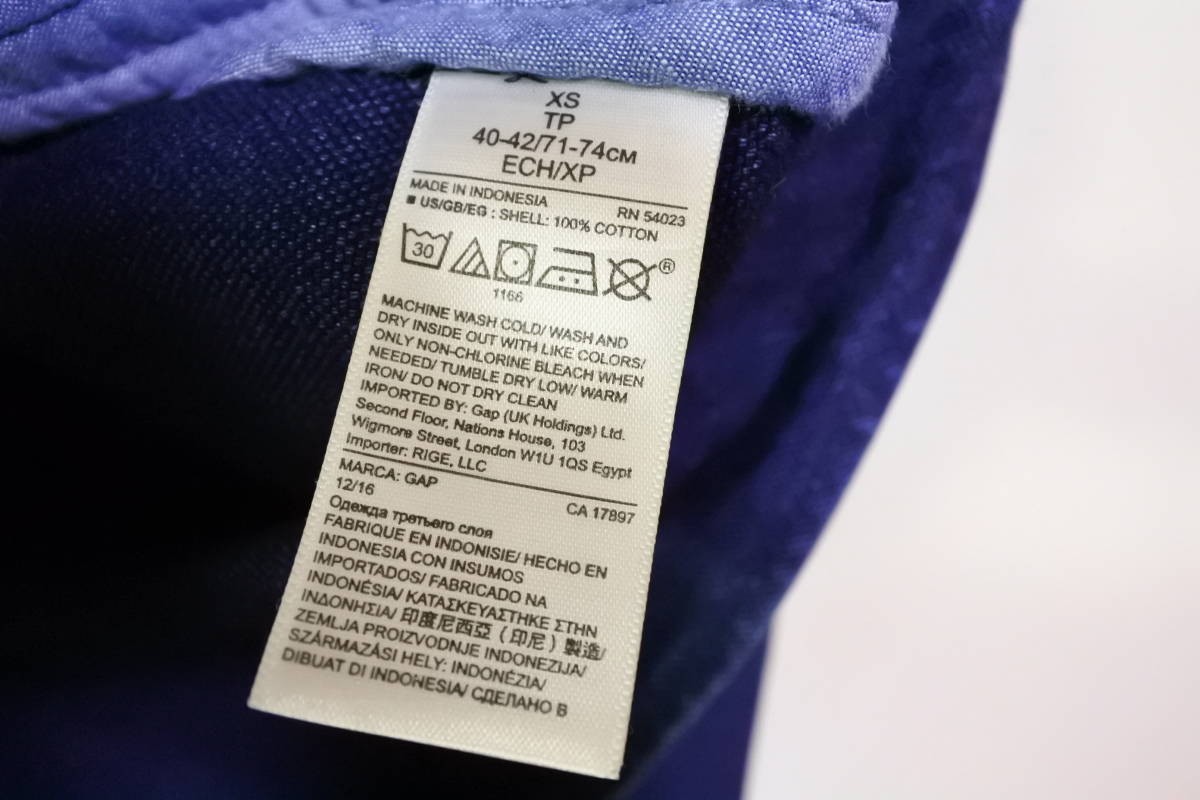 XS
TP
40-42/71-74см
ECH/XP
MADE IN INDONESIA RN 54023
■ US/GB/EG : SHELL: 100% COTTON
30 ®
1166
MACHINE WASH COLD/ WASH AND
DRY INSIDE OUT WITH LIKE COLORS/
ONLY NON-CHLORINE BLEACH WHEN
NEEDED/ TUMBLE DRY LOW/ WARM
IRON/ DO NOT DRY CLEAN
IMPORTED BY: Gap (UK Holdings) Ltd.
Second Floor, Nations House, 103
Wigmore Street, London W1U 1QS Egypt
Importer: RIGE, LLC
MARCA: GAP
12/16 CA 17897
Одежда третьего слоя
FABRIQUE EN INDONISIE/ HECHO EN
INDONESIA CON INSUMOS
IMPORTADOS/ FABRICADO NA
INDONÉSIA/ ΚΑΤΑΣΚΕΥΑΣΤΗΚΕ ΣΤΗΝ
ΙΝΔΟΝΗΣΙΑ/ 印度尼西亞（印尼）製造/
ZEMLJA PROIZVODNJE INDONEZIJA/
SZÁRMAZÁSI HELY: INDONÉZIA/
DIBUAT DI INDONESIA/ СДЕЛАНО В